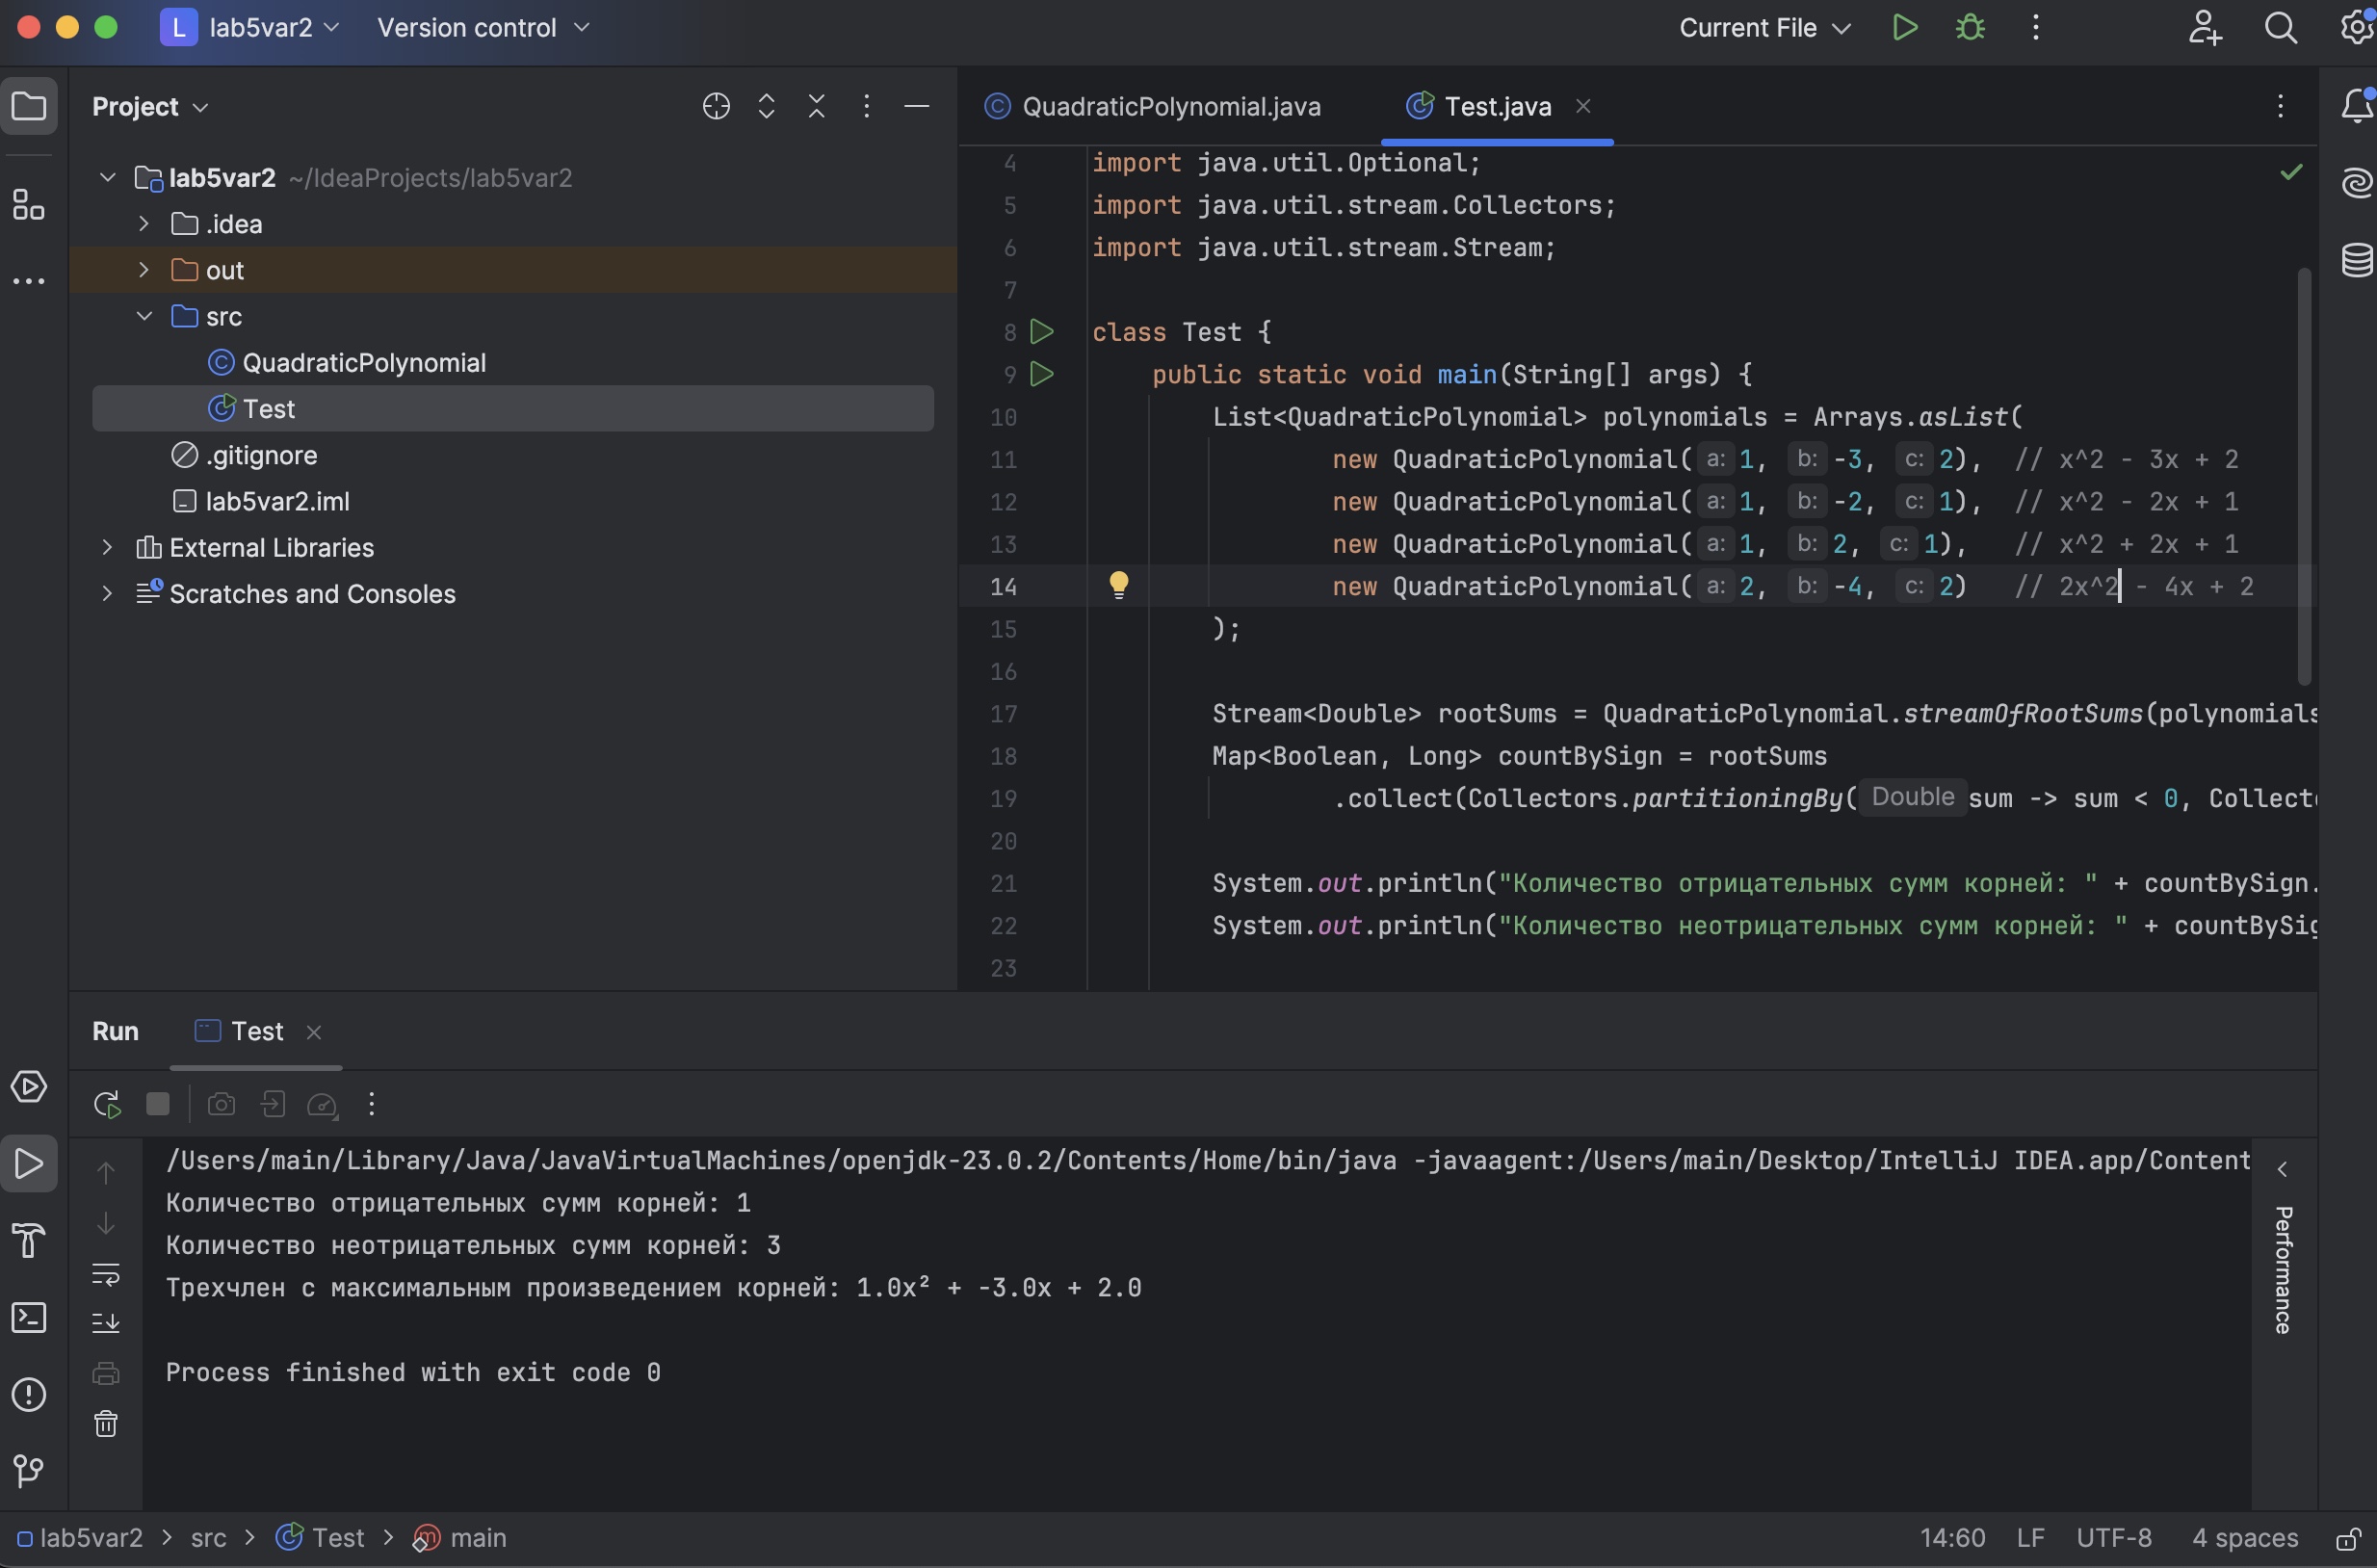 L lab5var2 Version control Current File
Project
lab5var2 ~/IdeaProjects/lab5var2
.idea
out
src
QuadraticPolynomial
Test
.gitignore
lab5var2.iml
External Libraries
Scratches and Consoles
QuadraticPolynomial.java Test.java
4 import java.util.Optional;
5 import java.util.stream.Collectors;
6 import java.util.stream.Stream;
7
8 class Test {
9 public static void main(String[] args) {
10 List<QuadraticPolynomial> polynomials = Arrays.asList(
11 new QuadraticPolynomial( a: 1, b: -3, c: 2), // x^2 - 3x + 2
12 new QuadraticPolynomial( a: 1, b: -2, c: 1), // x^2 - 2x + 1
13 new QuadraticPolynomial( a: 1, b: 2, c: 1), // x^2 + 2x + 1
14 new QuadraticPolynomial( a: 2, b: -4, c: 2) // 2x^2 - 4x + 2
15 );
16
17 Stream<Double> rootSums = QuadraticPolynomial.streamOfRootSums(polynomials
18 Map<Boolean, Long> countBySign = rootSums
19 .collect(Collectors.partitioningBy( Double sum -> sum < 0, Collect
20
21 System.out.println("Количество отрицательных сумм корней: " + countBySign.
22 System.out.println("Количество неотрицательных сумм корней: " + countBySig
23
Run Test
/Users/main/Library/Java/JavaVirtualMachines/openjdk-23.0.2/Contents/Home/bin/java -javaagent:/Users/main/Desktop/IntelliJ IDEA.app/Content
Количество отрицательных сумм корней: 1
Количество неотрицательных сумм корней: 3
Трехчлен с максимальным произведением корней: 1.0x² + -3.0x + 2.0
Process finished with exit code 0
Performance
lab5var2 > src > Test > main 14:60 LF UTF-8 4 spaces